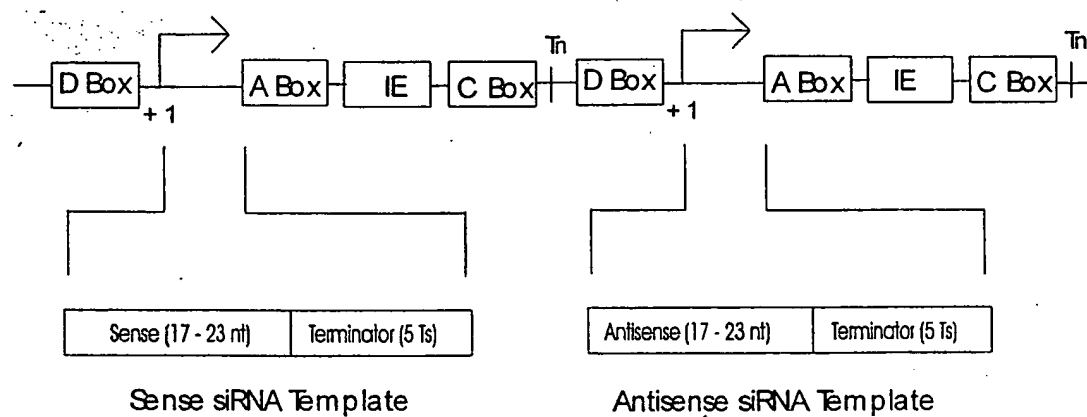 Tn Tn
D Box A Box IE C Box D Box A Box IE C Box
+ 1 + 1
Sense (17 - 23 nt) Terminator (5 Ts) Antisense (17 - 23 nt) Terminator (5 Ts)
Sense siRNA Template Antisense siRNA Template